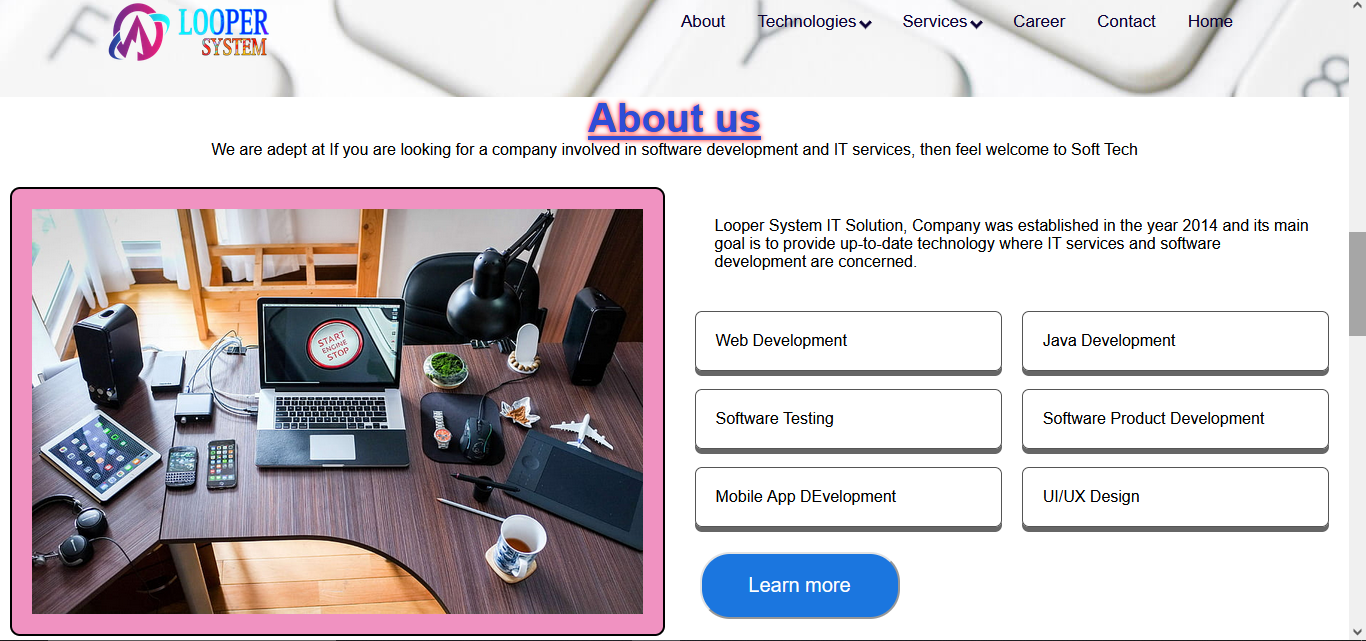 LOOPER
SYSTEM
About Technologies Services Career Contact Home
About us
We are adept at If you are looking for a company involved in software development and IT services, then feel welcome to Soft Tech
START
ENGINE
STOP
Looper System IT Solution, Company was established in the year 2014 and its main
goal is to provide up-to-date technology where IT services and software
development are concerned.
Web Development
Java Development
Software Testing
Software Product Development
Mobile App DEvelopment
UI/UX Design
Learn more